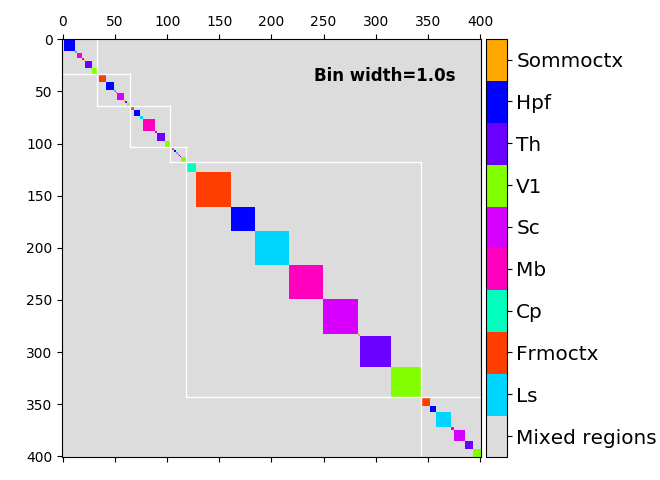 0 50 100 150 200 250 300 350 400
0
50
100
150
200
250
300
350
400
Bin width=1.0s
Sommoctx
Hpf
Th
V1
Sc
Mb
Cp
Frmoctx
Ls
Mixed regions